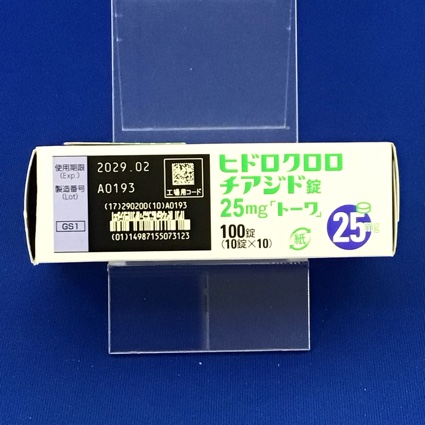 使用期限
(Exp.)
2029.02
製造番号
(Lot)
A0193
工場用コード
GS1
(17)290200(10)A0193
(01)14987155073123
ヒドロクロロ
チアジド錠
25mg「トーワ」
100錠
(10錠×10)
紙
25mg